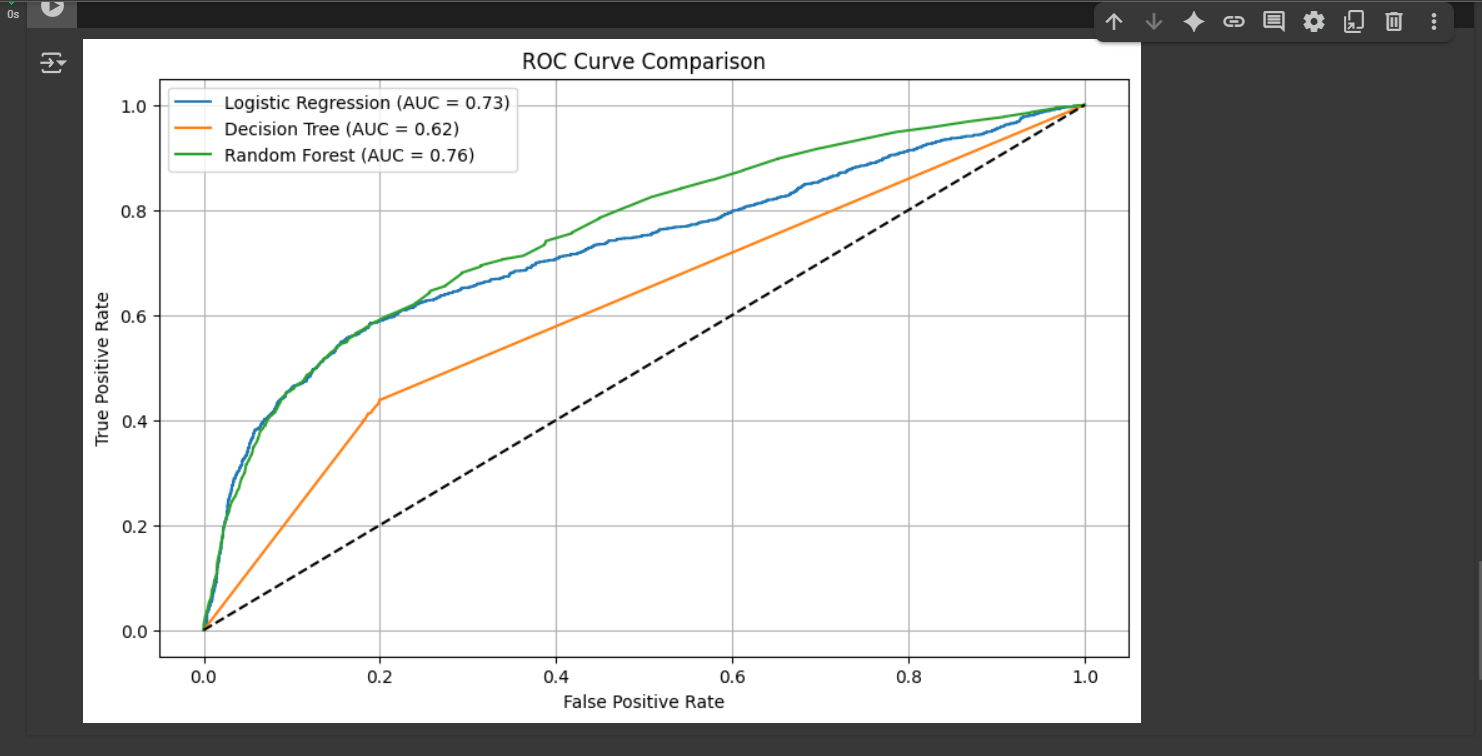 0s
ROC Curve Comparison
Logistic Regression (AUC = 0.73)
Decision Tree (AUC = 0.62)
Random Forest (AUC = 0.76)
1.0
0.8
0.6
0.4
0.2
0.0
True Positive Rate
0.0 0.2 0.4 0.6 0.8 1.0
False Positive Rate